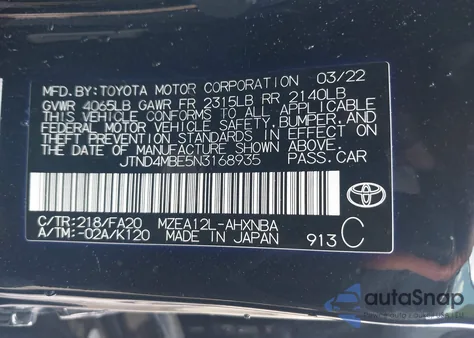 MFD.BY:TOYOTA MOTOR CORPORATION 03/22
GVWR 4065LB GAWR FR 2315LB RR 2140LB
THIS VEHICLE CONFORMS TO ALL APPLICABLE
FEDERAL MOTOR VEHICLE SAFETY,BUMPER,AND
THEFT PREVENTION STANDARDS IN EFFECT ON
THE DATE OF MANUFACTURE SHOWN ABOVE.
JTND4MBE5N3168935 PASS.CAR
C/TR:218/FA20 MZEA12L-AHXNBA
A/TM:-02A/K120 MADE IN JAPAN 913 C
autoSnap